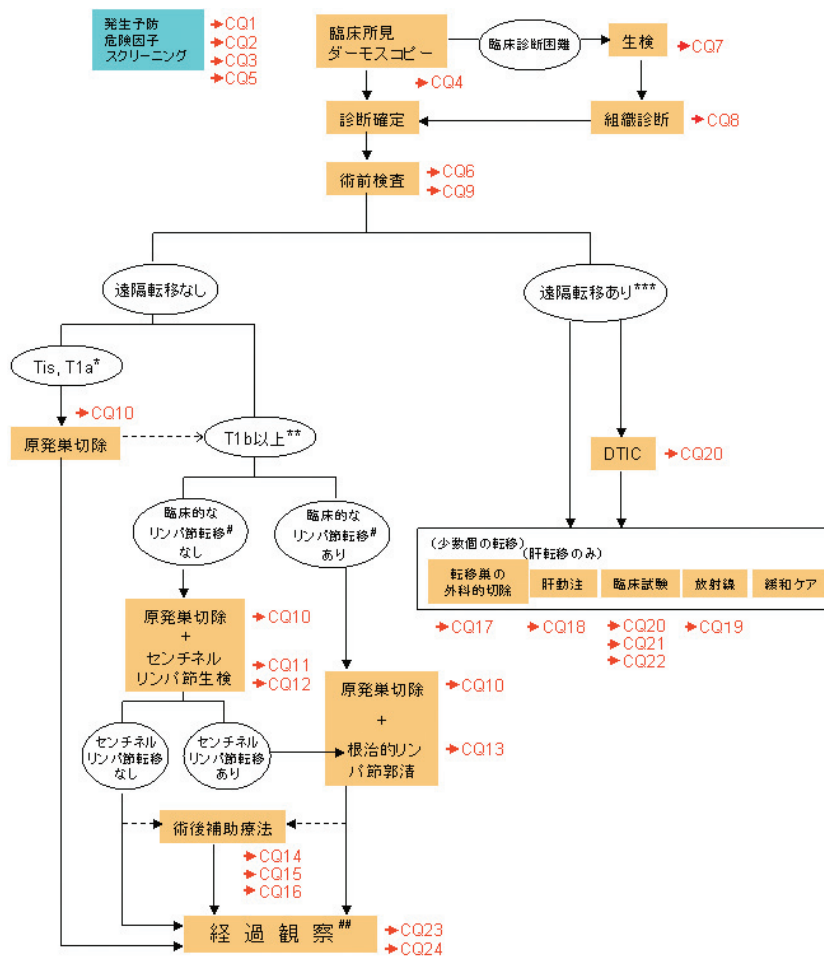 発生予防
危険因子
スクリーニング
➔CQ1
➔CQ2
➔CQ3
➔CQ5
臨床所見
ダーモスコピー
➔CQ4
臨床診断困難
生検
➔CQ7
診断確定
組織診断
➔CQ8
術前検査
➔CQ6
➔CQ9
遠隔転移なし
遠隔転移あり***
Tis, T1a*
➔CQ10
原発巣切除
T1b以上**
DTIC
➔CQ20
臨床的な
リンパ節転移#
なし
臨床的な
リンパ節転移#
あり
(少数個の転移)
(肝転移のみ)
転移巣の
外科的切除
肝動注
臨床試験
放射線
緩和ケア
➔CQ17
➔CQ18
➔CQ20
➔CQ21
➔CQ22
➔CQ19
原発巣切除
+
センチネル
リンパ節生検
➔CQ10
➔CQ11
➔CQ12
原発巣切除
+
根治的リン
パ節郭清
➔CQ10
➔CQ13
センチネル
リンパ節転移
なし
センチネル
リンパ節転移
あり
術後補助療法
➔CQ14
➔CQ15
➔CQ16
経過観察##
➔CQ23
➔CQ24